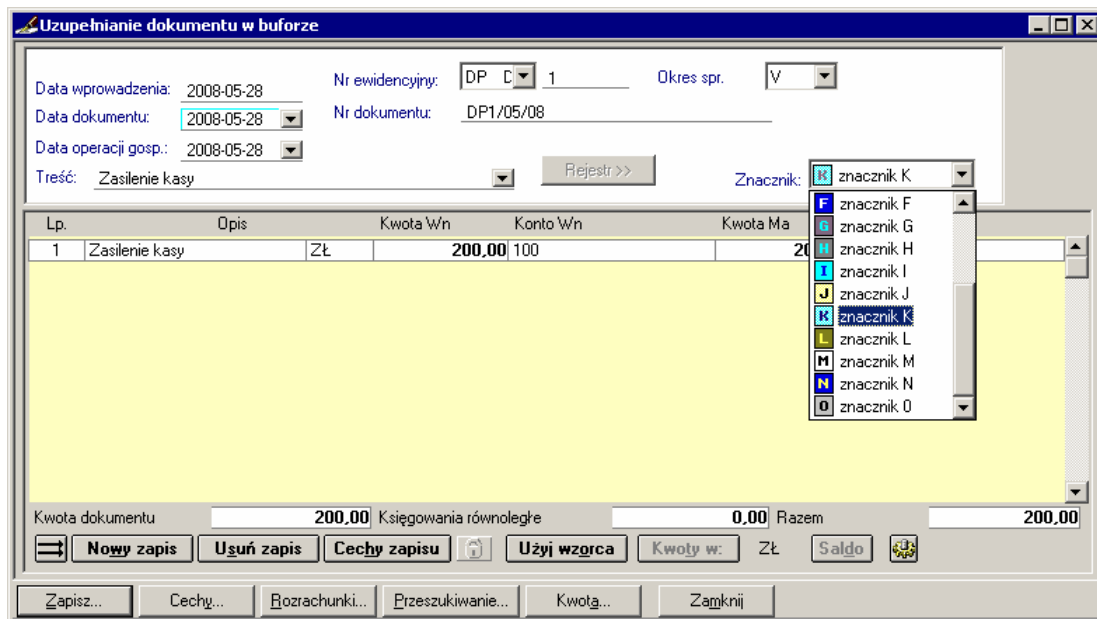 Uzupełnianie dokumentu w buforze
Data wprowadzenia: 2008-05-28 Nr ewidencyjny: DP D 1 Okres spr. V
Data dokumentu: 2008-05-28 Nr dokumentu: DP1/05/08
Data operacji gosp.: 2008-05-28
Treść: Zasilenie kasy Rejestr >> Znacznik: K znacznik K
F znacznik F
Lp. Opis Kwota Wn Konto Wn Kwota Ma G znacznik G
1 Zasilenie kasy ZŁ 200,00 100 20 H znacznik H
I znacznik I
J znacznik J
K znacznik K
L znacznik L
M znacznik M
N znacznik N
O znacznik O
Kwota dokumentu 200,00 Księgowania równoległe 0,00 Razem 200,00
Nowy zapis Usuń zapis Cechy zapisu Użyj wzorca Kwoty w: ZŁ Saldo
Zapisz... Cechy... Rozrachunki... Przeszukiwanie... Kwota... Zamknij